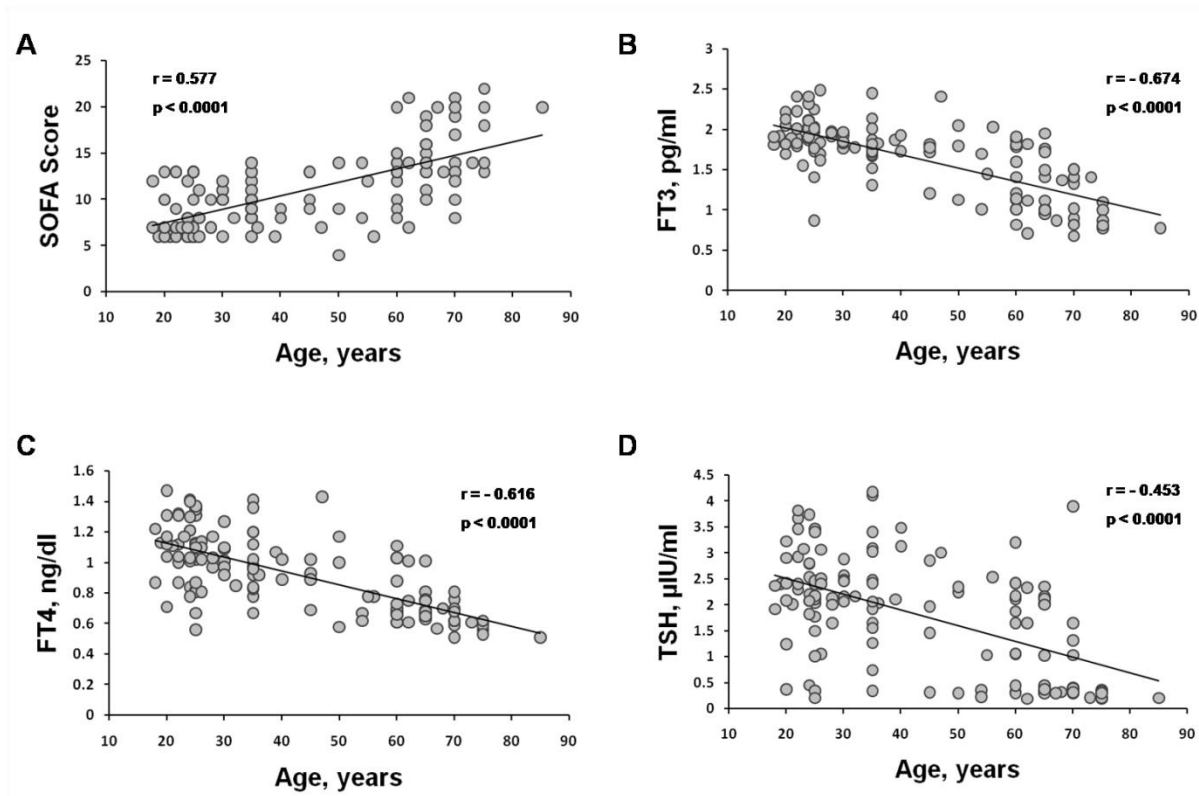 A
SOFA Score
25
20
15
10
5
0
r = 0.577
p < 0.0001
10 20 30 40 50 60 70 80 90
Age, years
B
FT3, pg/ml
3
2.5
2
1.5
1
0.5
0
r = - 0.674
p < 0.0001
10 20 30 40 50 60 70 80 90
Age, years
C
FT4, ng/dl
1.6
1.4
1.2
1
0.8
0.6
0.4
0.2
0
r = - 0.616
p < 0.0001
10 20 30 40 50 60 70 80 90
Age, years
D
TSH, µIU/ml
4.5
4
3.5
3
2.5
2
1.5
1
0.5
0
r = - 0.453
p < 0.0001
10 20 30 40 50 60 70 80 90
Age, years